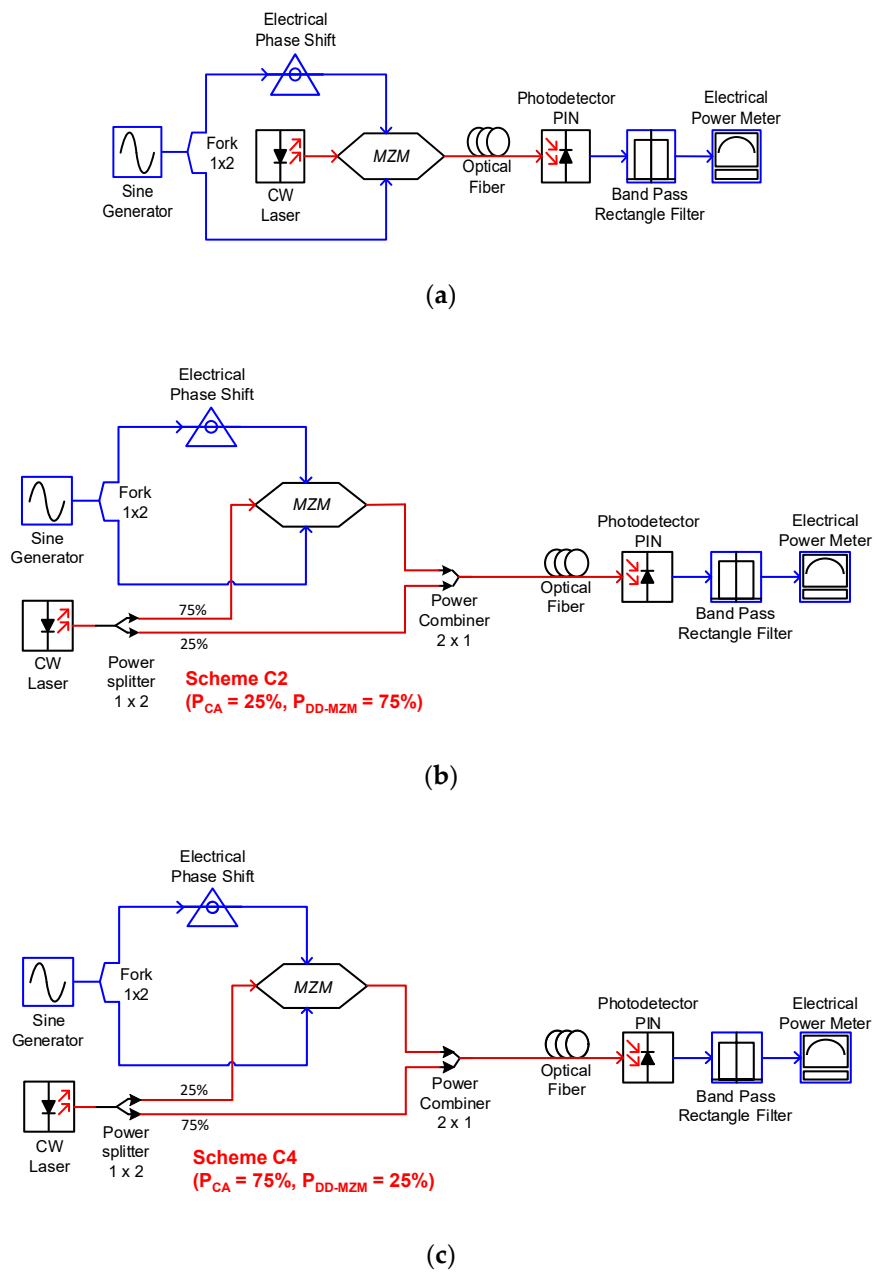 Electrical
Phase Shift
Photodetector
PIN
Electrical
Power Meter
Fork
1x2
MZM
Sine
Generator
CW
Laser
Optical
Fiber
Band Pass
Rectangle Filter
(a)
Electrical
Phase Shift
Fork
1x2
MZM
Sine
Generator
Photodetector
PIN
Electrical
Power Meter
75%
25%
Power
Combiner
2 x 1
Optical
Fiber
Band Pass
Rectangle Filter
CW
Laser
Power
splitter
1 x 2
Scheme C2
(PCA = 25%, PDD-MZM = 75%)
(b)
Electrical
Phase Shift
Fork
1x2
MZM
Sine
Generator
Photodetector
PIN
Electrical
Power Meter
25%
75%
Power
Combiner
2 x 1
Optical
Fiber
Band Pass
Rectangle Filter
CW
Laser
Power
splitter
1 x 2
Scheme C4
(PCA = 75%, PDD-MZM = 25%)
(c)